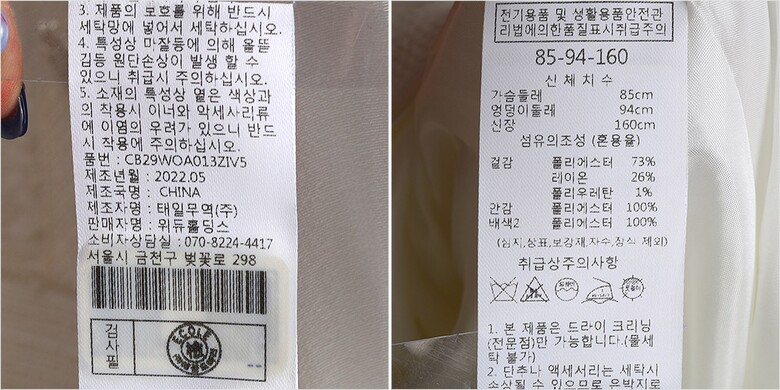 3. 제품의 보호를 위해 반드시
세탁망에 넣어서 세탁하십시오.
4. 특성상 마찰등에 의해 올뜯
김등 원단손상이 발생 할 수
있으니 취급시 주의하십시오.
5. 소재의 특성상 옅은 색상과
의 착용시 이너와 악세사리류
에 이염의 우려가 있으니 반드
시 착용에 주의하십시오.
품번 : CB29WOA013ZIV5
제조년월 : 2022.05
제조국명 : CHINA
제조자명 : 태일무역(주)
판매자명 : 위듀홀딩스
소비자상담실 : 070-8224-4417
서울시 금천구 벚꽃로 298
검사필
ECOLE
전기용품 및 생활용품안전관
리법에의한품질표시취급주의
85-94-160
신체치수
가슴둘레 85cm
엉덩이둘레 94cm
신장 160cm
섬유의조성 (혼용율)
겉감 폴리에스터 73%
레이온 26%
폴리우레탄 1%
안감 폴리에스터 100%
배색2 폴리에스터 100%
(심지,상표,보강재,자수,장식 제외)
취급상주의사항
드라이
1. 본 제품은 드라이 크리닝
(전문점)만 가능합니다.(물세
탁 불가)
2. 단추나 액세서리는 세탁시
손상될 수 있으므로 은박지로